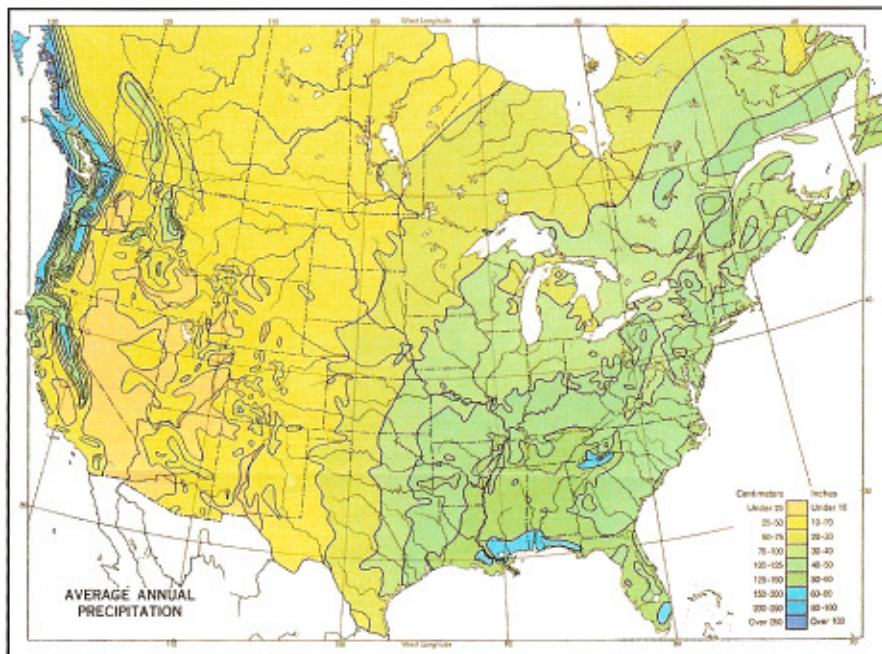 West Longitude
AVERAGE ANNUAL
PRECIPITATION
Centimeters Inches
Under 25 Under 10
25-50 10-20
50-75 20-30
75-100 30-40
100-125 40-50
125-150 50-60
150-200 60-80
200-250 80-100
Over 250 Over 100
West Longitude